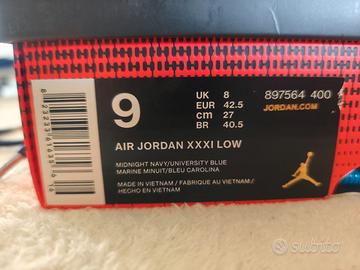 9
UK 8
EUR 42.5
cm 27
BR 40.5
897564 400
JORDAN.COM
AIR JORDAN XXXI LOW
MIDNIGHT NAVY/UNIVERSITY BLUE
MARINE MINUIT/BLEU CAROLINA
MADE IN VIETNAM / FABRIQUE AU VIETNAM /
HECHO EN VIETNAM
subito